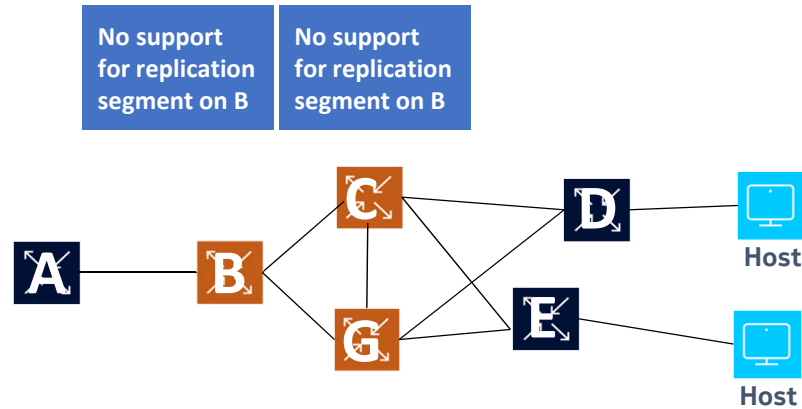 No support
for replication
segment on B
No support
for replication
segment on B
C
D
A
B
Host
G
E
Host